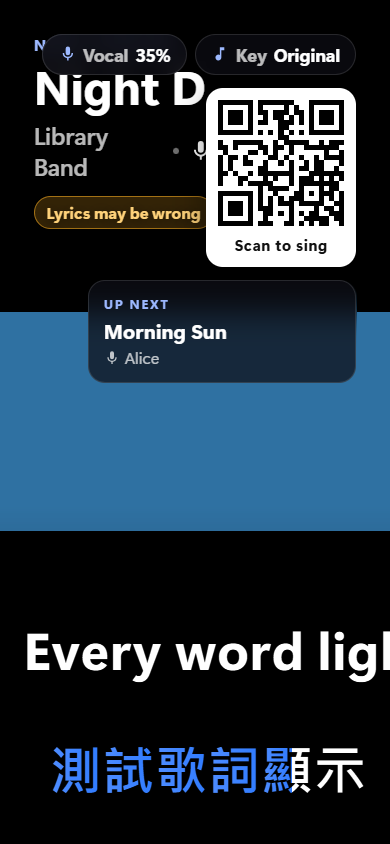 Vocal 35%
Key Original
Night D
Library
Band
Lyrics may be wrong
Scan to sing
UP NEXT
Morning Sun
Alice
Every word
測試歌詞顯示